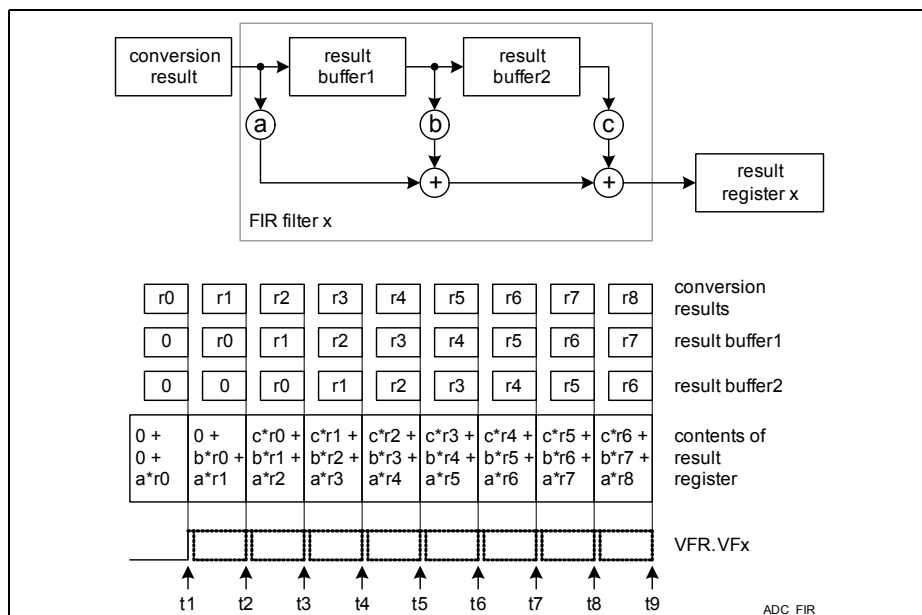 conversion
result
result
buffer1
result
buffer2
a
b
c
+
+
result
register x
FIR filter x
r0 r1 r2 r3 r4 r5 r6 r7 r8
conversion
results
0 r0 r1 r2 r3 r4 r5 r6 r7
result buffer1
0 0 r0 r1 r2 r3 r4 r5 r6
result buffer2
0 + 0 + c*r0 + c*r1 + c*r2 + c*r3 + c*r4 + c*r5 + c*r6 +
0 + b*r0 + b*r1 + b*r2 + b*r3 + b*r4 + b*r5 + b*r6 + b*r7 +
a*r0 a*r1 a*r2 a*r3 a*r4 a*r5 a*r6 a*r7 a*r8
contents of
result
register
VFR.VFx
t1 t2 t3 t4 t5 t6 t7 t8 t9
ADC_FIR